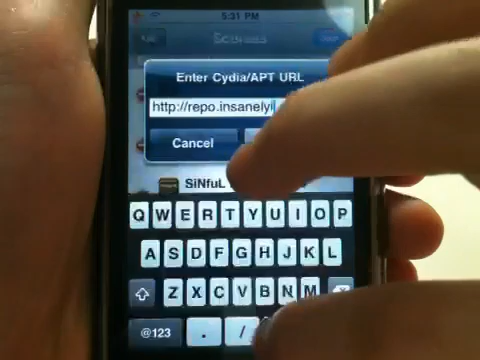 5:31 PM
Sources
Enter Cydia/APT URL
http://repo.insanelyi
Cancel
SiNfuL
Q W E R T Y U I O P
A S D F G H J K L
Z X C V B N M
@123 . /